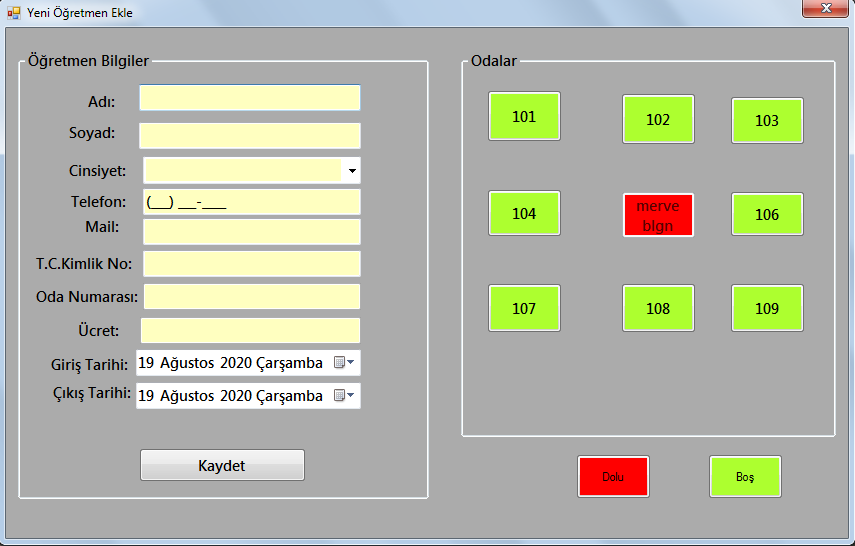 Yeni Öğretmen Ekle
Öğretmen Bilgiler
Adı:
Soyad:
Cinsiyet:
Telefon: (__) __-___
Mail:
T.C.Kimlik No:
Oda Numarası:
Ücret:
Giriş Tarihi: 19 Ağustos 2020 Çarşamba
Çıkış Tarihi: 19 Ağustos 2020 Çarşamba
Kaydet
Odalar
101 102 103
104 merve 106
blgn
107 108 109
Dolu Boş